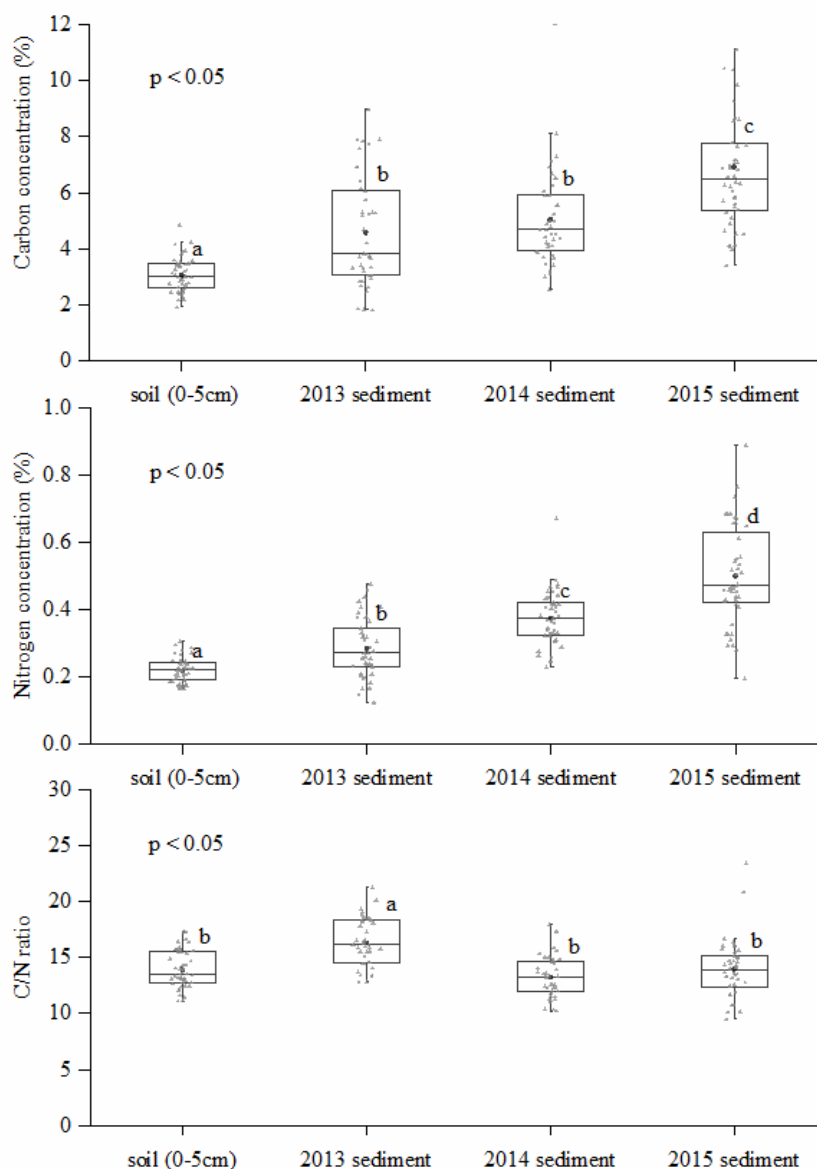 Carbon concentration (%)
12
10
8
6
4
2
0
p < 0.05
a
b
b
c
soil (0-5cm) 2013 sediment 2014 sediment 2015 sediment
Nitrogen concentration (%)
1.0
0.8
0.6
0.4
0.2
0.0
p < 0.05
a
b
c
d
soil (0-5cm) 2013 sediment 2014 sediment 2015 sediment
C/N ratio
30
25
20
15
10
5
0
p < 0.05
b
a
b
b
soil (0-5cm) 2013 sediment 2014 sediment 2015 sediment